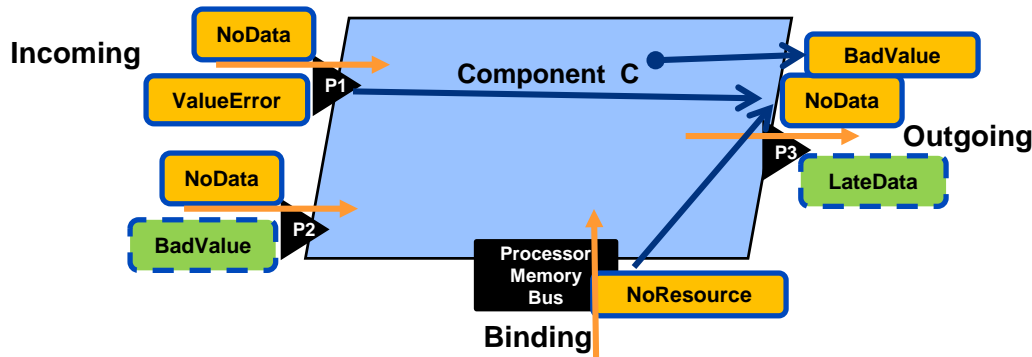 NoData
Incoming
BadValue
Component C
ValueError
P1
NoData
Outgoing
P3
NoData
LateData
P2
BadValue
Processor
Memory
Bus
NoResource
Binding